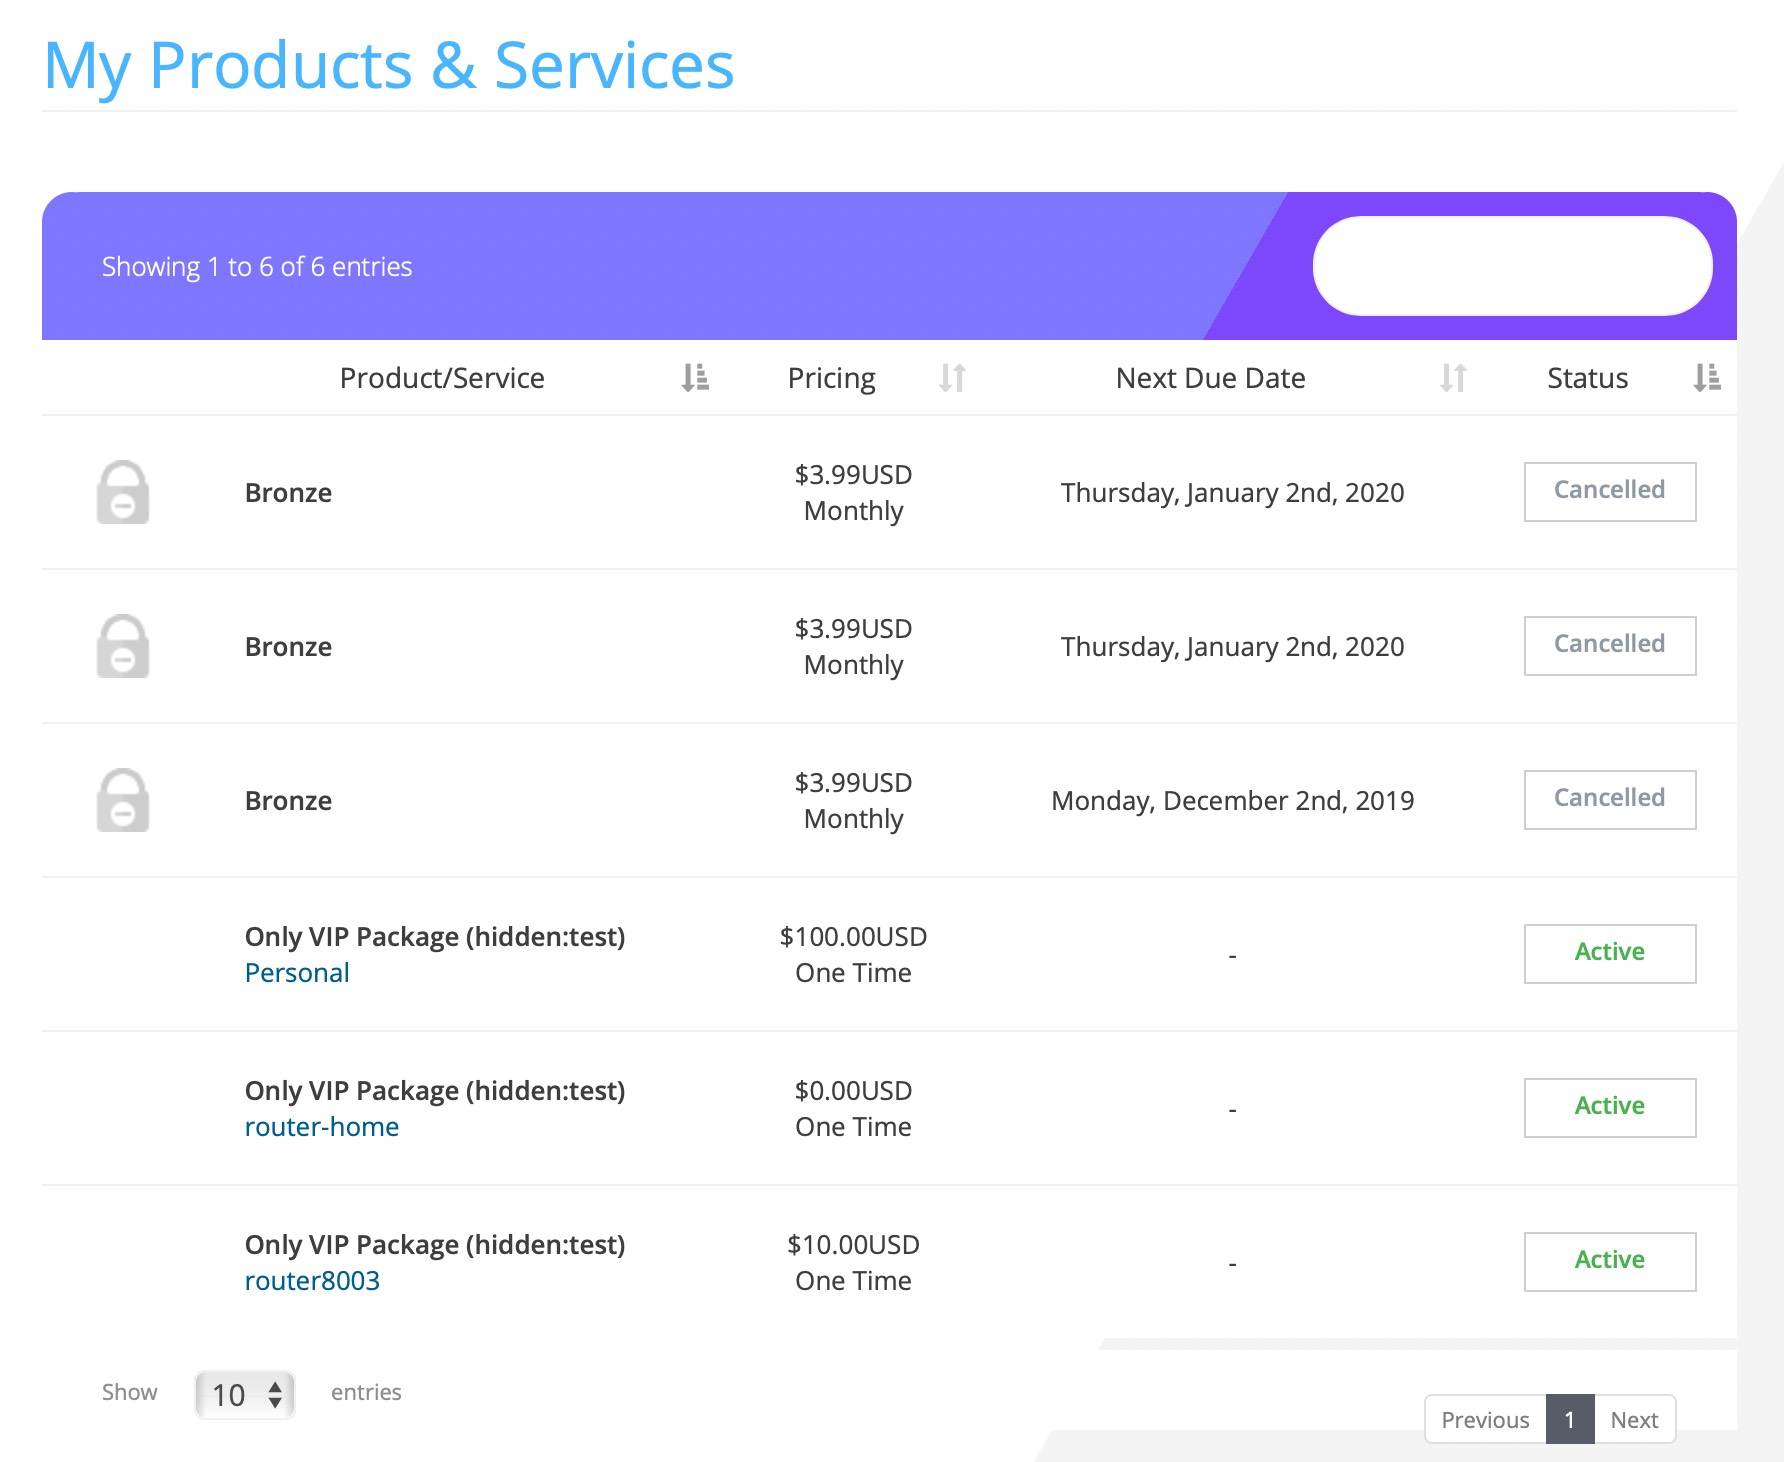 My Products & Services
Showing 1 to 6 of 6 entries
Product/Service Pricing Next Due Date Status
Bronze $3.99USD Monthly Thursday, January 2nd, 2020 Cancelled
Bronze $3.99USD Monthly Thursday, January 2nd, 2020 Cancelled
Bronze $3.99USD Monthly Monday, December 2nd, 2019 Cancelled
Only VIP Package (hidden:test) $100.00USD
Personal One Time - Active
Only VIP Package (hidden:test) $0.00USD
router-home One Time - Active
Only VIP Package (hidden:test) $10.00USD
router8003 One Time - Active
Show 10 entries
Previous 1 Next